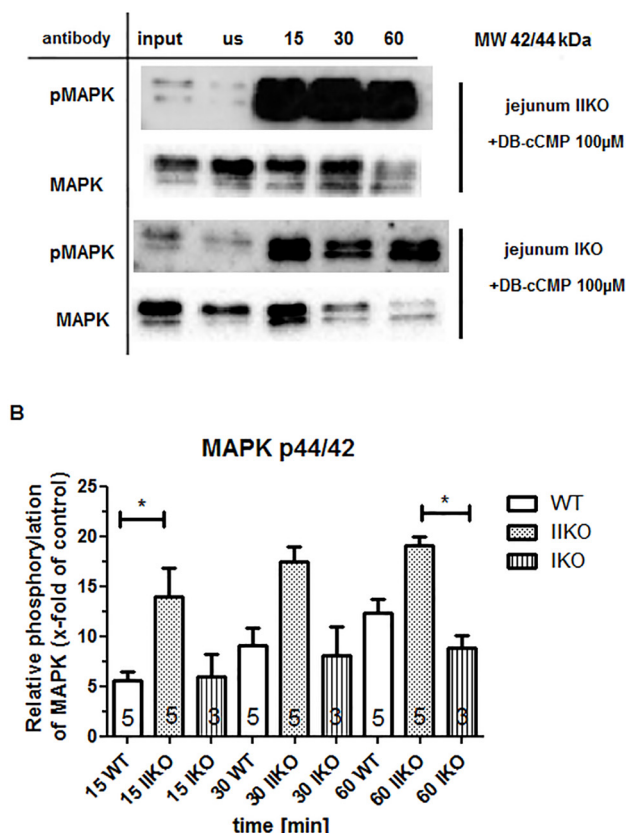 antibody input us 15 30 60 MW 42/44 kDa
pMAPK
jejunum IIKO
+DB-cCMP 100µM
MAPK
pMAPK
jejunum IKO
+DB-cCMP 100µM
MAPK
B
MAPK p44/42
Relative phosphorylation
of MAPK (x-fold of control)
25
20
15
10
5
0
* *
WT
IIKO
IKO
5 5 3 5 5 3 5 5 3
15 WT 15 IIKO 15 IKO 30 WT 30 IIKO 30 IKO 60 WT 60 IIKO 60 IKO
time [min]